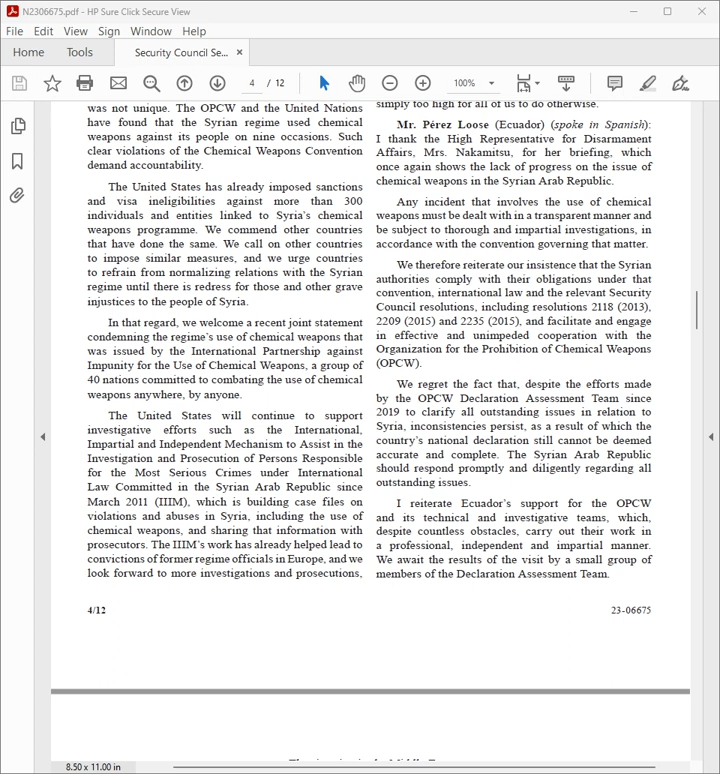 N2306675.pdf - HP Sure Click Secure View
File Edit View Sign Window Help
Home Tools Security Council Se... ×
4 / 12 100%
was not unique. The OPCW and the United Nations
have found that the Syrian regime used chemical
weapons against its people on nine occasions. Such
clear violations of the Chemical Weapons Convention
demand accountability.
The United States has already imposed sanctions
and visa ineligibilities against more than 300
individuals and entities linked to Syria's chemical
weapons programme. We commend other countries
that have done the same. We call on other countries
to impose similar measures, and we urge countries
to refrain from normalizing relations with the Syrian
regime until there is redress for those and other grave
injustices to the people of Syria.
In that regard, we welcome a recent joint statement
condemning the regime's use of chemical weapons that
was issued by the International Partnership against
Impunity for the Use of Chemical Weapons, a group of
40 nations committed to combating the use of chemical
weapons anywhere, by anyone.
The United States will continue to support
investigative efforts such as the International,
Impartial and Independent Mechanism to Assist in the
Investigation and Prosecution of Persons Responsible
for the Most Serious Crimes under International
Law Committed in the Syrian Arab Republic since
March 2011 (IIIM), which is building case files on
violations and abuses in Syria, including the use of
chemical weapons, and sharing that information with
prosecutors. The IIIM's work has already helped lead to
convictions of former regime officials in Europe, and we
look forward to more investigations and prosecutions,
simply too high for all of us to do otherwise.
Mr. Pérez Loose (Ecuador) (spoke in Spanish):
I thank the High Representative for Disarmament
Affairs, Mrs. Nakamitsu, for her briefing, which
once again shows the lack of progress on the issue of
chemical weapons in the Syrian Arab Republic.
Any incident that involves the use of chemical
weapons must be dealt with in a transparent manner and
be subject to thorough and impartial investigations, in
accordance with the convention governing that matter.
We therefore reiterate our insistence that the Syrian
authorities comply with their obligations under that
convention, international law and the relevant Security
Council resolutions, including resolutions 2118 (2013),
2209 (2015) and 2235 (2015), and facilitate and engage
in effective and unimpeded cooperation with the
Organization for the Prohibition of Chemical Weapons
(OPCW).
We regret the fact that, despite the efforts made
by the OPCW Declaration Assessment Team since
2019 to clarify all outstanding issues in relation to
Syria, inconsistencies persist, as a result of which the
country's national declaration still cannot be deemed
accurate and complete. The Syrian Arab Republic
should respond promptly and diligently regarding all
outstanding issues.
I reiterate Ecuador's support for the OPCW
and its technical and investigative teams, which,
despite countless obstacles, carry out their work in
a professional, independent and impartial manner.
We await the results of the visit by a small group of
members of the Declaration Assessment Team.
4/12 23-06675
8.50 x 11.00 in